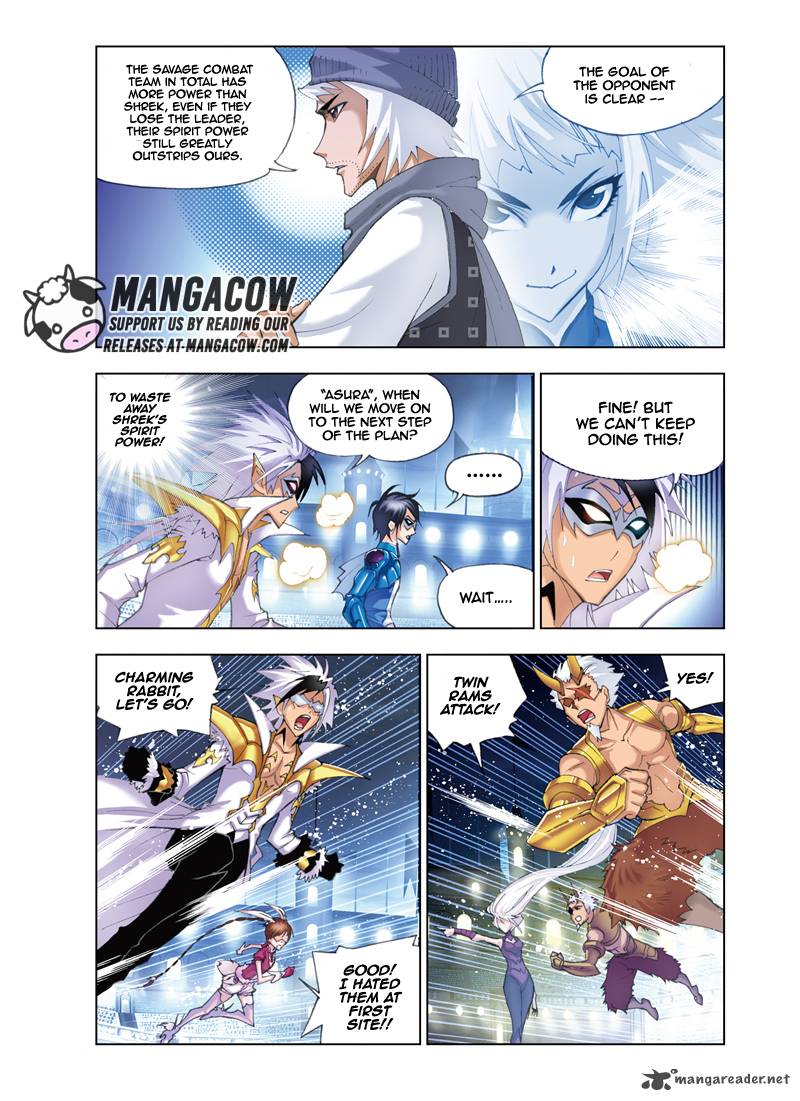 THE GOAL OF
THE OPPONENT
IS CLEAR --
THE SAVAGE COMBAT
TEAM IN TOTAL HAS
MORE POWER THAN
SHREK, EVEN IF THEY
LOSE THE LEADER,
THEIR SPIRIT POWER
STILL GREATLY
OUTSTRIPS OURS.
MANGACOW
SUPPORT US BY READING OUR
RELEASES AT MANGACOW.COM
TO WASTE
AWAY
SHREK'S
SPIRIT
POWER!
"ASURA", WHEN
WILL WE MOVE ON
TO THE NEXT STEP
OF THE PLAN?
......
WAIT.....
FINE! BUT
WE CAN'T KEEP
DOING THIS!
CHARMING
RABBIT,
LET'S GO!
GOOD!
I HATED
THEM AT
FIRST
SITE!!
TWIN
RAMS
ATTACK!
YES!
mangareader.net